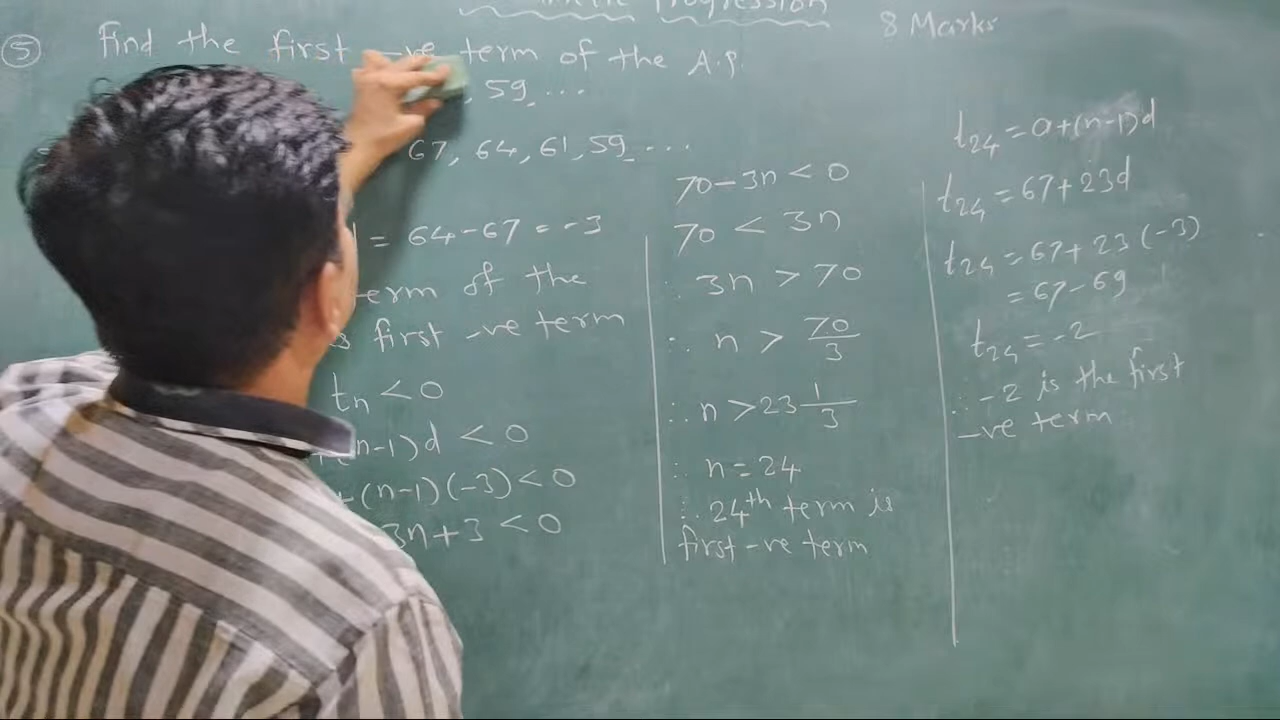 Progression
8 Marks
5 Find the first -ve term of the A.P.
, 59, ...
67, 64, 61, 59, ...
d = 64-67 = -3
term of the
first -ve term
tn < 0
(n-1)d < 0
+(n-1)(-3) < 0
3n+3 < 0
70-3n < 0
70 < 3n
∴ 3n > 70
∴ n > 70/3
∴ n > 23 1/3
∴ n = 24
∴ 24th term is
first -ve term
t24 = a+(n-1)d
t24 = 67+23d
t24 = 67+23(-3)
= 67-69
t24 = -2
∴ -2 is the first
-ve term